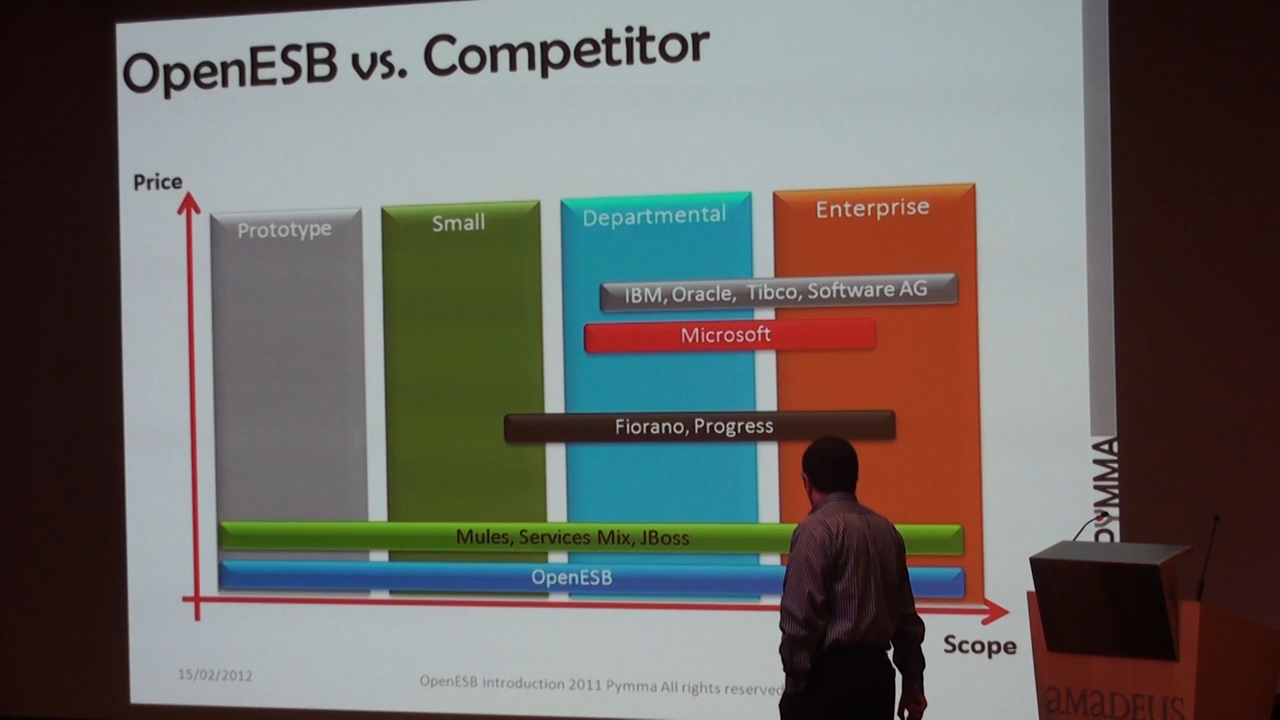 OpenESB vs. Competitor
Price
Prototype
Small
Departmental
Enterprise
IBM, Oracle, Tibco, Software AG
Microsoft
Fiorano, Progress
Mules, Services Mix, JBoss
OpenESB
Scope
15/02/2012
OpenESB introduction 2011 Pymma All rights reserved
PYMMA
amadeus